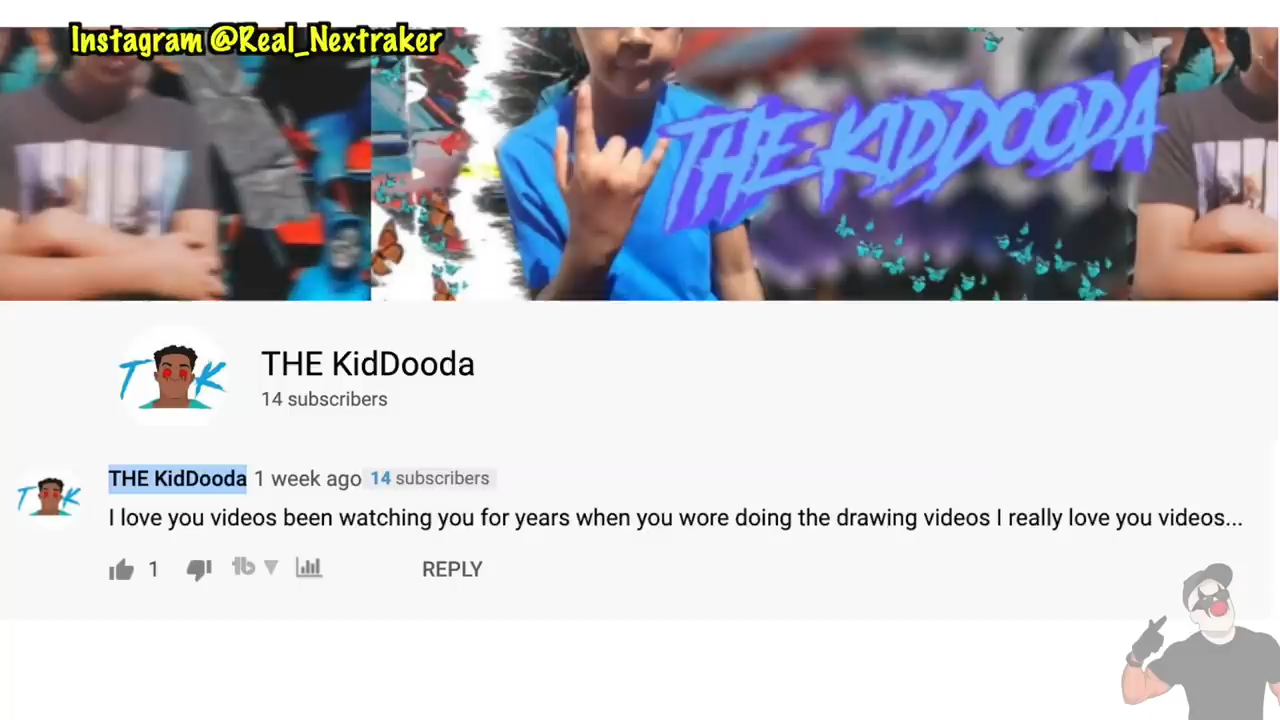 Instagram @Real_Nextraker
THE KIDDOODA
T K
THE KidDooda
14 subscribers
T K
THE KidDooda 1 week ago 14 subscribers
I love you videos been watching you for years when you wore doing the drawing videos I really love you videos...
1 tb REPLY